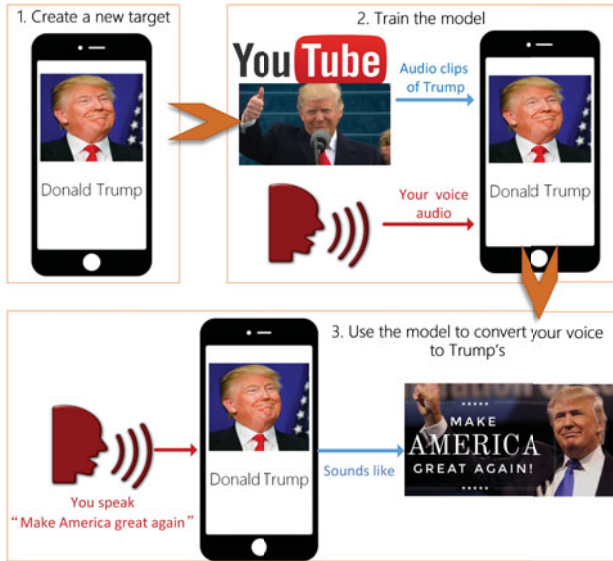 1. Create a new target
Donald Trump
2. Train the model
YouTube
Audio clips
of Trump
Your voice
audio
Donald Trump
3. Use the model to convert your voice
to Trump's
You speak
“Make America great again”
Donald Trump
Sounds like
MAKE
AMERICA
GREAT AGAIN!